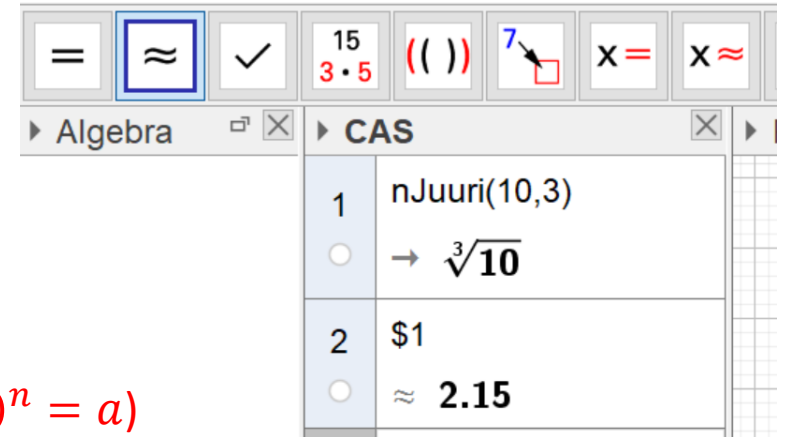 = ≈ ✓ 15 3 • 5 (( )) 7 x = x ≈
Algebra
CAS
1 nJuuri(10,3)
→ ∛10
2 $1
≈ 2.15
)ⁿ = a)